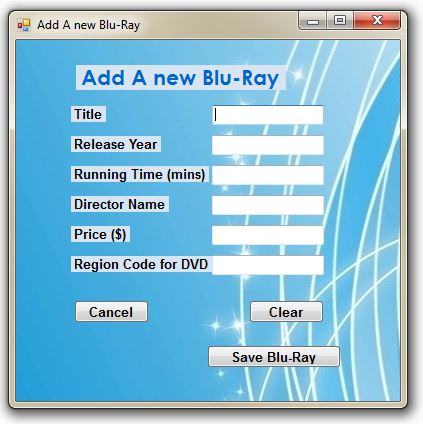 Add A new Blu-Ray
Add A new Blu-Ray
Title
Release Year
Running Time (mins)
Director Name
Price ($)
Region Code for DVD
Cancel Clear
Save Blu-Ray